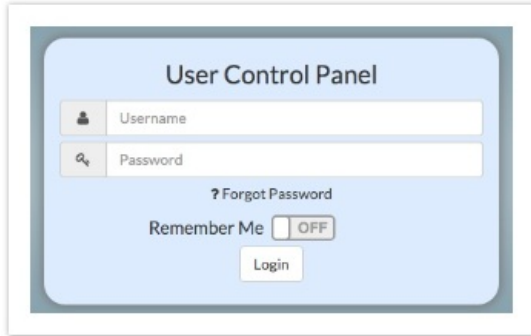 User Control Panel
Username
Password
? Forgot Password
Remember Me OFF
Login